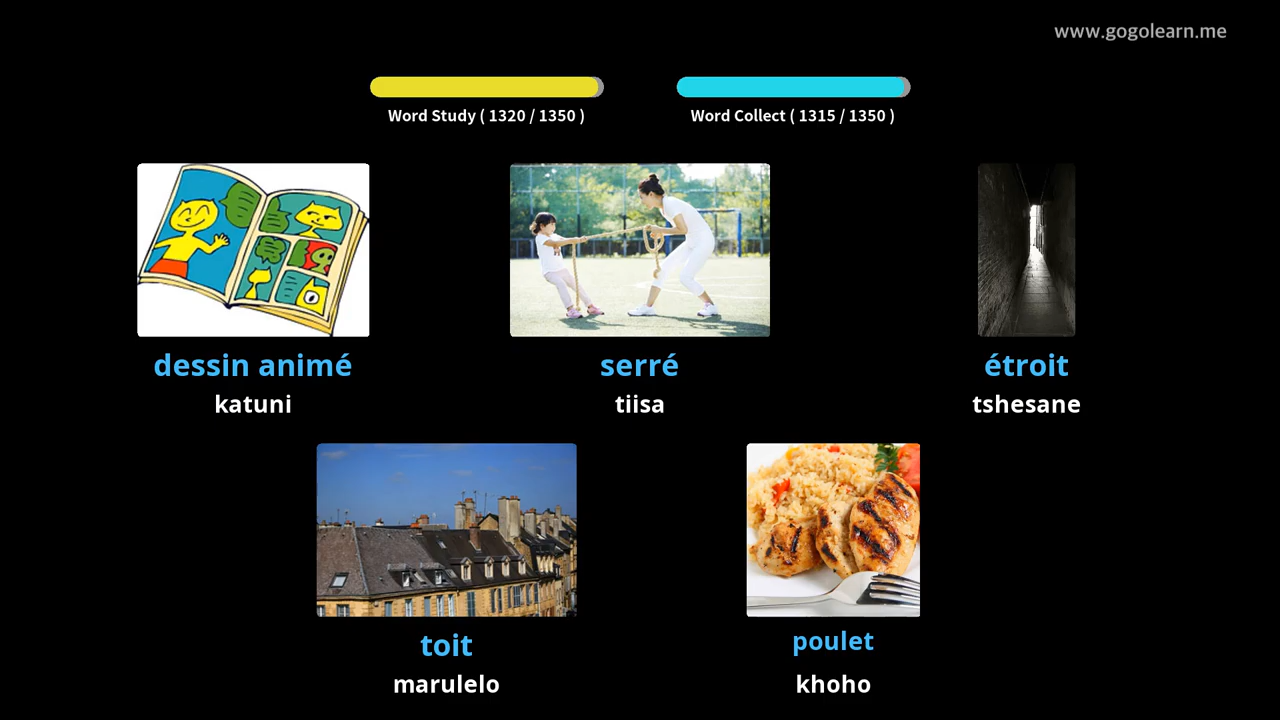 www.gogolearn.me
Word Study ( 1320 / 1350 )
Word Collect ( 1315 / 1350 )
dessin animé
katuni
serré
tiisa
étroit
tshesane
toit
marulelo
poulet
khoho